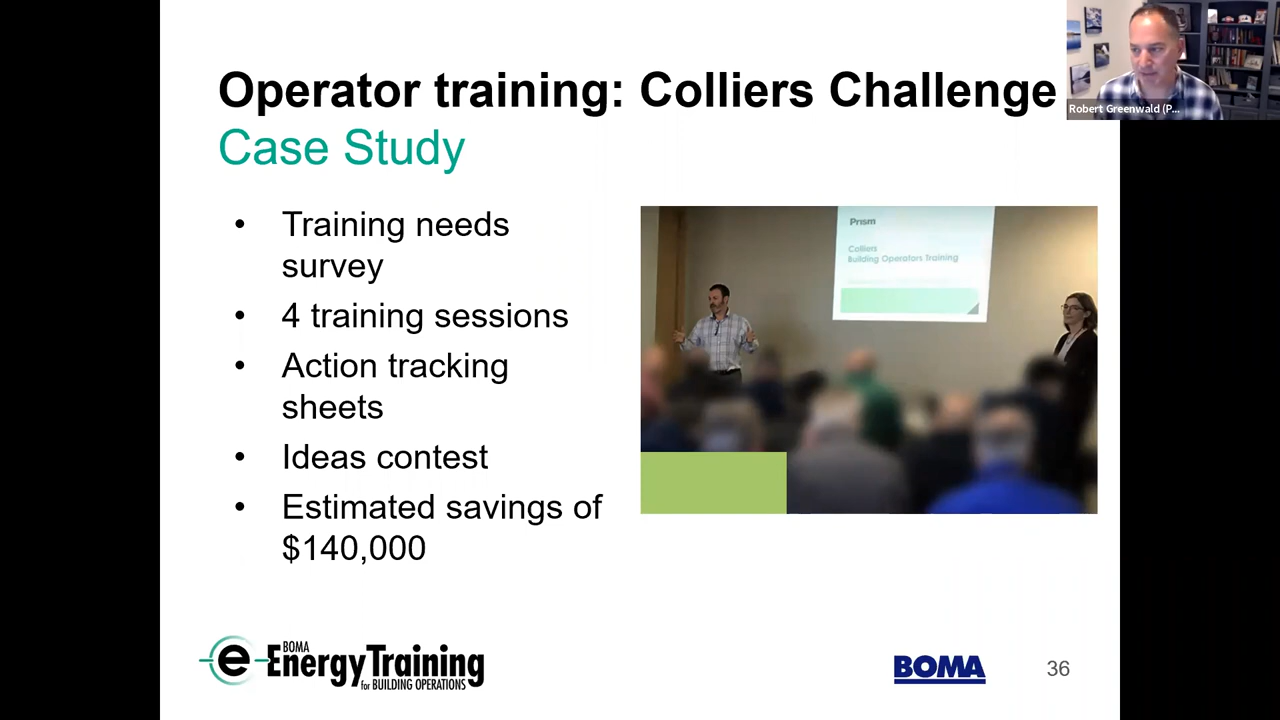 Operator training: Colliers Challenge
Case Study
• Training needs
survey
• 4 training sessions
• Action tracking
sheets
• Ideas contest
• Estimated savings of
$140,000
Prism
Colliers
Building Operators Training
Robert Greenwald (P...
e
BOMA
Energy Training
for BUILDING OPERATIONS
BOMA
36